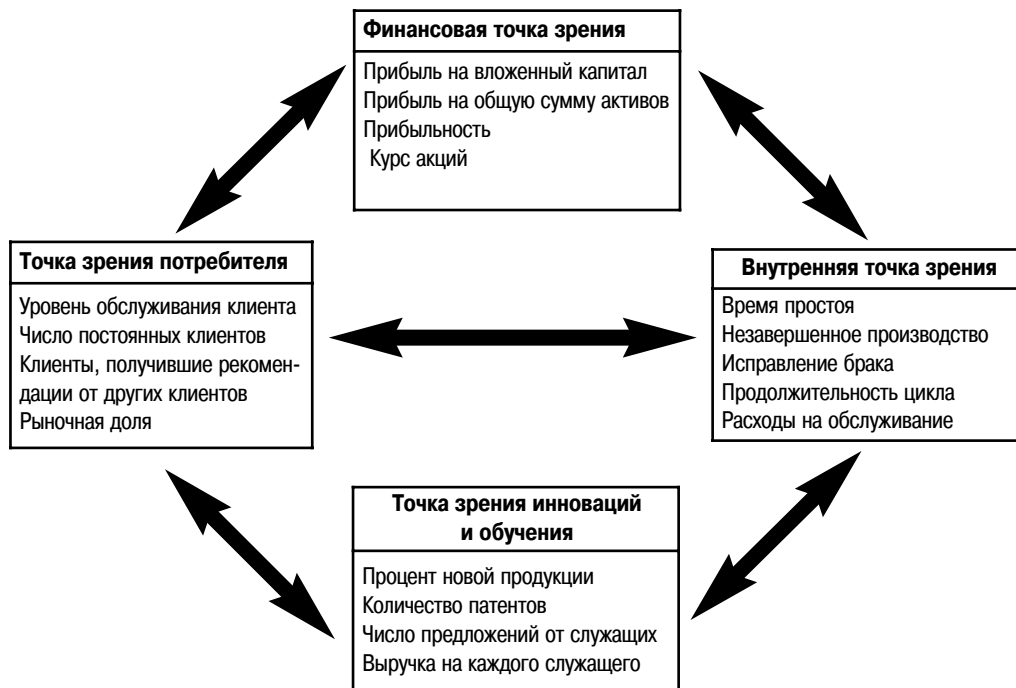 Финансовая точка зрения
Прибыль на вложенный капитал
Прибыль на общую сумму активов
Прибыльность
Курс акций
Точка зрения потребителя
Уровень обслуживания клиента
Число постоянных клиентов
Клиенты, получившие рекомен-
дации от других клиентов
Рыночная доля
Внутренняя точка зрения
Время простоя
Незавершенное производство
Исправление брака
Продолжительность цикла
Расходы на обслуживание
Точка зрения инноваций
и обучения
Процент новой продукции
Количество патентов
Число предложений от служащих
Выручка на каждого служащего